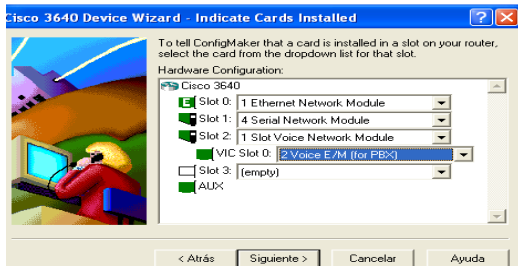 Cisco 3640 Device Wizard - Indicate Cards Installed
To tell ConfigMaker that a card is installed in a slot on your router,
select the card from the dropdown list for that slot.
Hardware Configuration:
Cisco 3640
Slot 0: 1 Ethernet Network Module
Slot 1: 4 Serial Network Module
Slot 2: 1 Slot Voice Network Module
VIC Slot 0: 2 Voice E/M (for PBX)
Slot 3: (empty)
AUX
< Atrás Siguiente > Cancelar Ayuda